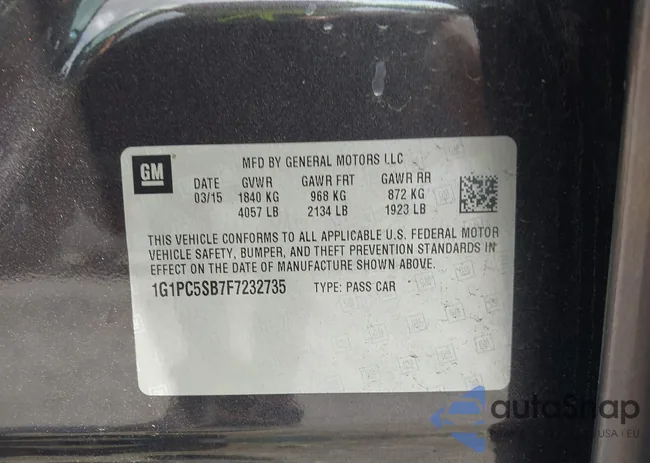 GM
MFD BY GENERAL MOTORS LLC
DATE GVWR GAWR FRT GAWR RR
03/15 1840 KG 968 KG 872 KG
4057 LB 2134 LB 1923 LB
THIS VEHICLE CONFORMS TO ALL APPLICABLE U.S. FEDERAL MOTOR
VEHICLE SAFETY, BUMPER, AND THEFT PREVENTION STANDARDS IN
EFFECT ON THE DATE OF MANUFACTURE SHOWN ABOVE.
1G1PC5SB7F7232735 TYPE: PASS CAR
autoSnap
USA | EU